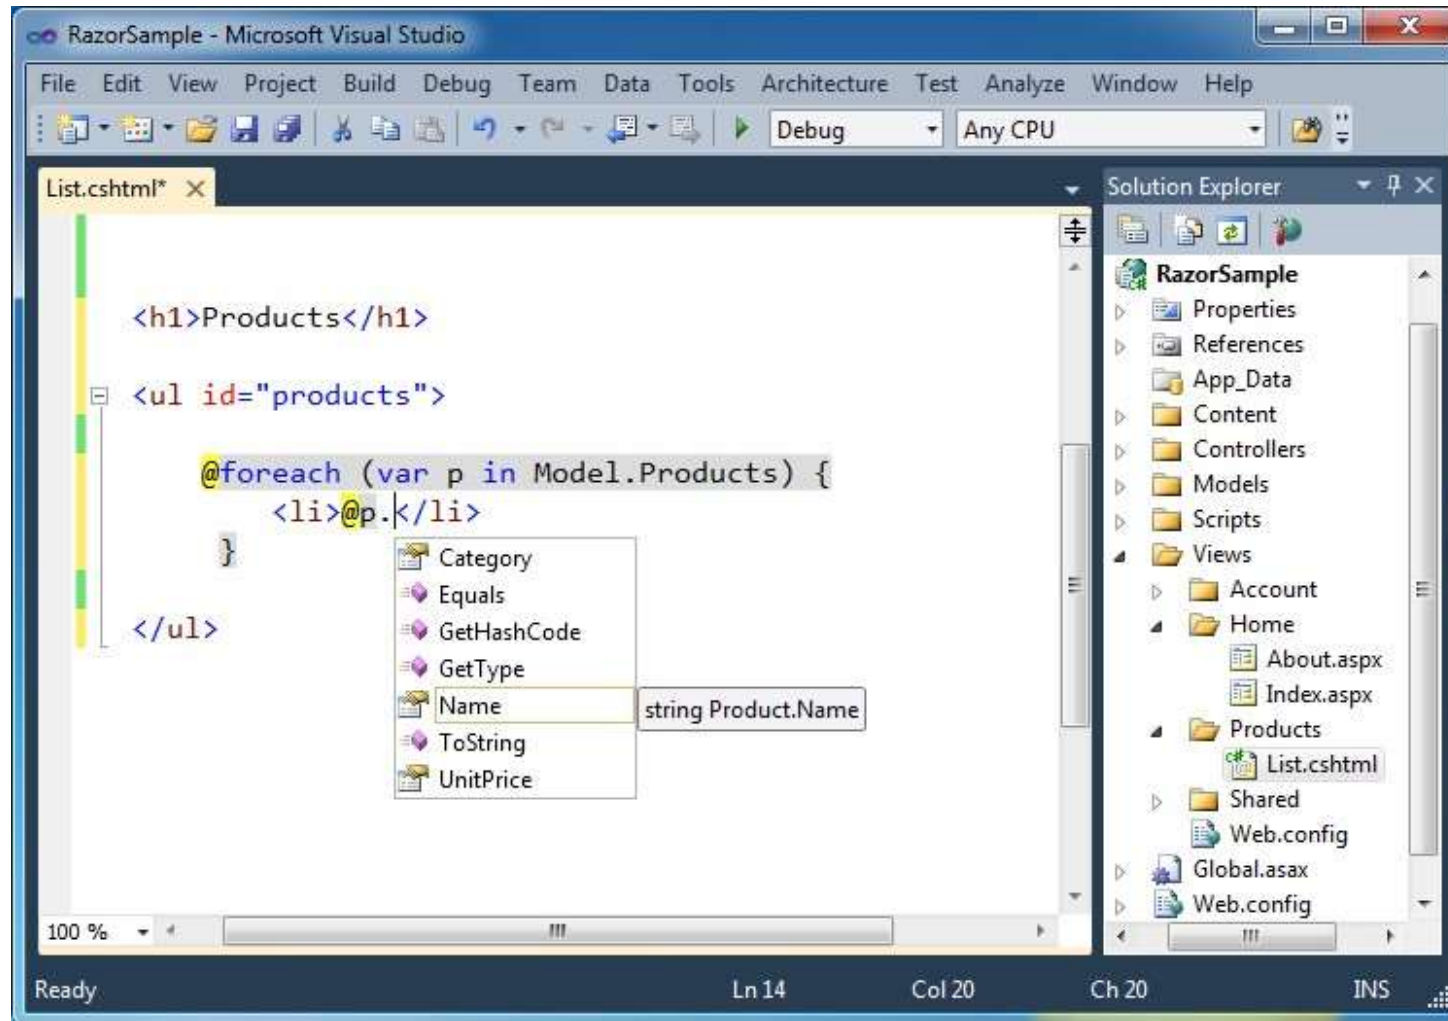 RazorSample - Microsoft Visual Studio
File Edit View Project Build Debug Team Data Tools Architecture Test Analyze Window Help
Debug Any CPU
List.cshtml*
<h1>Products</h1>
<ul id="products">
@foreach (var p in Model.Products) {
<li>@p.</li>
}
</ul>
Category
Equals
GetHashCode
GetType
Name
string Product.Name
ToString
UnitPrice
100 %
Solution Explorer
RazorSample
Properties
References
App_Data
Content
Controllers
Models
Scripts
Views
Account
Home
About.aspx
Index.aspx
Products
List.cshtml
Shared
Web.config
Global.asax
Web.config
Ready Ln 14 Col 20 Ch 20 INS